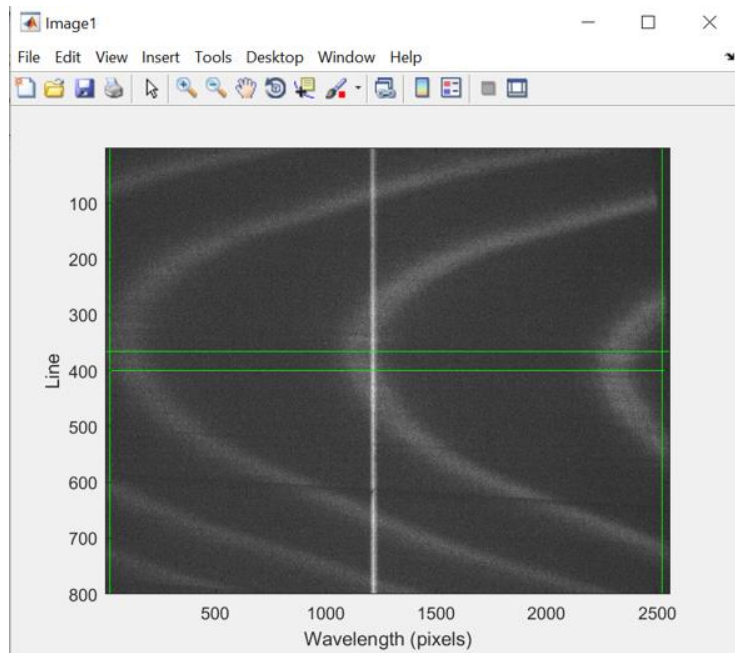 Image1
File Edit View Insert Tools Desktop Window Help
100
200
300
400
500
600
700
800
Line
500 1000 1500 2000 2500
Wavelength (pixels)